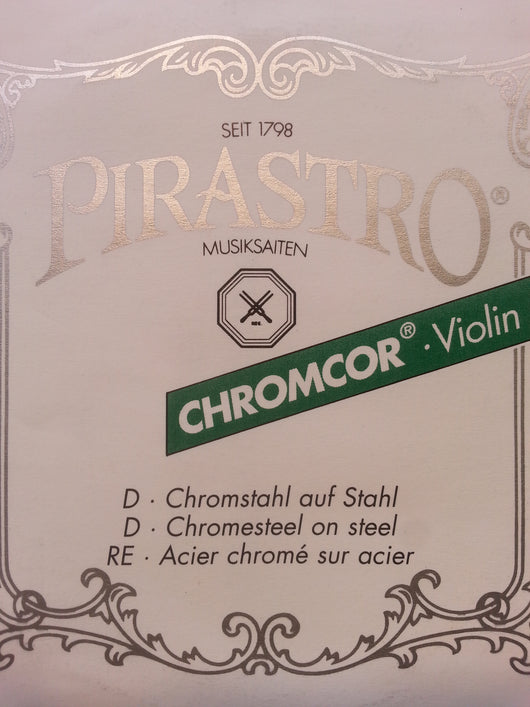 SEIT 1798
PIRASTRO®
MUSIKSAITEN
CHROMCOR® · Violin
D · Chromstahl auf Stahl
D · Chromesteel on steel
RE · Acier chromé sur acier